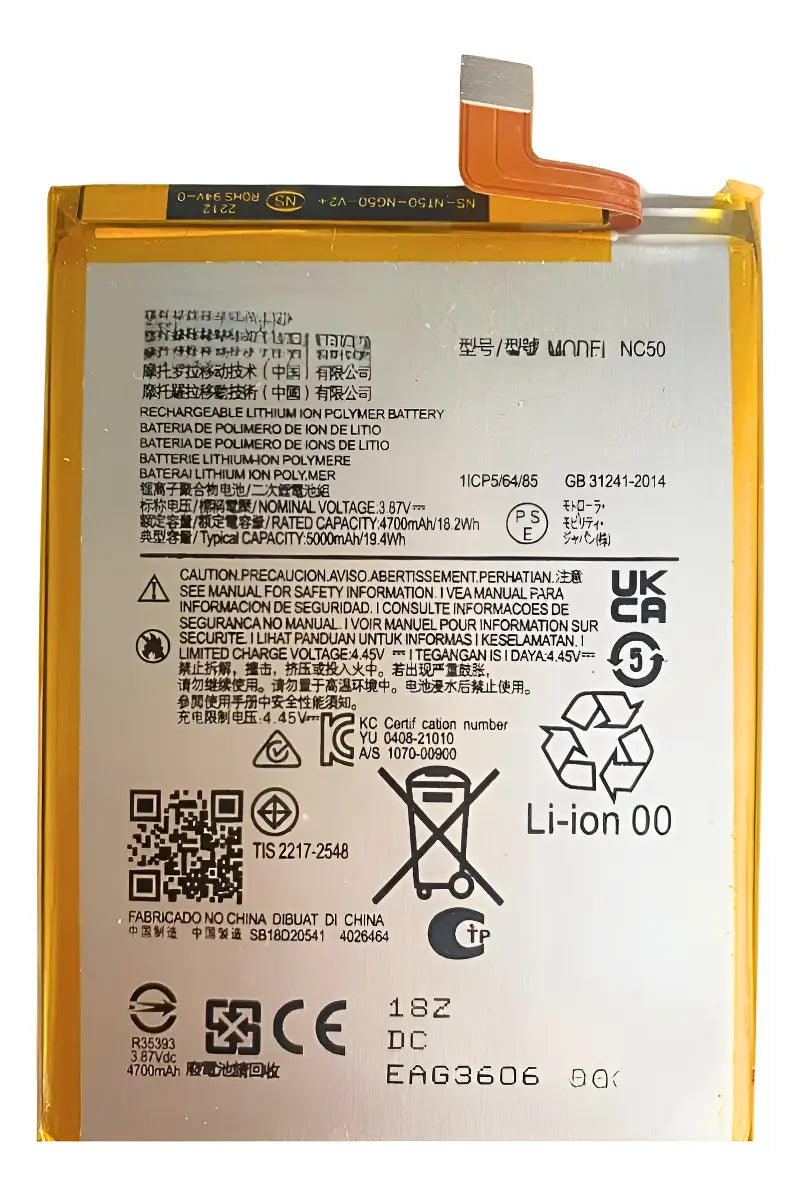 NS-NT50-NG50-V2+ NS ROHS 94V-0
2212
型号/型號 MODEL NC50
摩托罗拉移动技术(中国)有限公司
摩托羅拉移動技術(中國)有限公司
RECHARGEABLE LITHIUM ION POLYMER BATTERY
BATERIA DE POLIMERO DE ION DE LITIO
BATERIA DE POLIMERO DE IONS DE LITIO
BATTERIE LITHIUM-ION POLYMERE
BATERAI LITHIUM ION POLYMER
1ICP5/64/85 GB 31241-2014
锂离子聚合物电池/二次鋰電池組
标称电压/標稱電壓/NOMINAL VOLTAGE:3.87V⎓
额定容量/額定電容量/RATED CAPACITY:4700mAh/18.2Wh
典型容量/Typical CAPACITY:5000mAh/19.4Wh
PS
E
モトローラ・
モビリティ・
ジャパン(株)
CAUTION.PRECAUCION.AVISO.ABERTISSEMENT.PERHATIAN.注意
SEE MANUAL FOR SAFETY INFORMATION. I VEA MANUAL PARA
INFORMACION DE SEGURIDAD. I CONSULTE INFORMACOES DE
SEGURANCA NO MANUAL. I VOIR MANUEL POUR INFORMATION SUR
SECURITE. I LIHAT PANDUAN UNTUK INFORMAS I KESELAMATAN. I
LIMITED CHARGE VOLTAGE:4.45V ⎓ I TEGANGAN IS I DAYA:4.45V⎓
禁止拆解，撞击，挤压或投入火中。若出现严重鼓胀，
请勿继续使用。请勿置于高温环境中。电池浸水后禁止使用。
参閲使用手册中安全性能须知。
充电限制电压:4.45V⎓
UK
CA
5
KC Certif cation number
YU 0408-21010
A/S 1070-00900
Li-ion 00
TIS 2217-2548
FABRICADO NO CHINA DIBUAT DI CHINA
中国制造 中国製造 SB18D20541 4026464
CTP
R35393
3.87Vdc
4700mAh
廢電池請回收
CE
18Z
DC
EAG3606